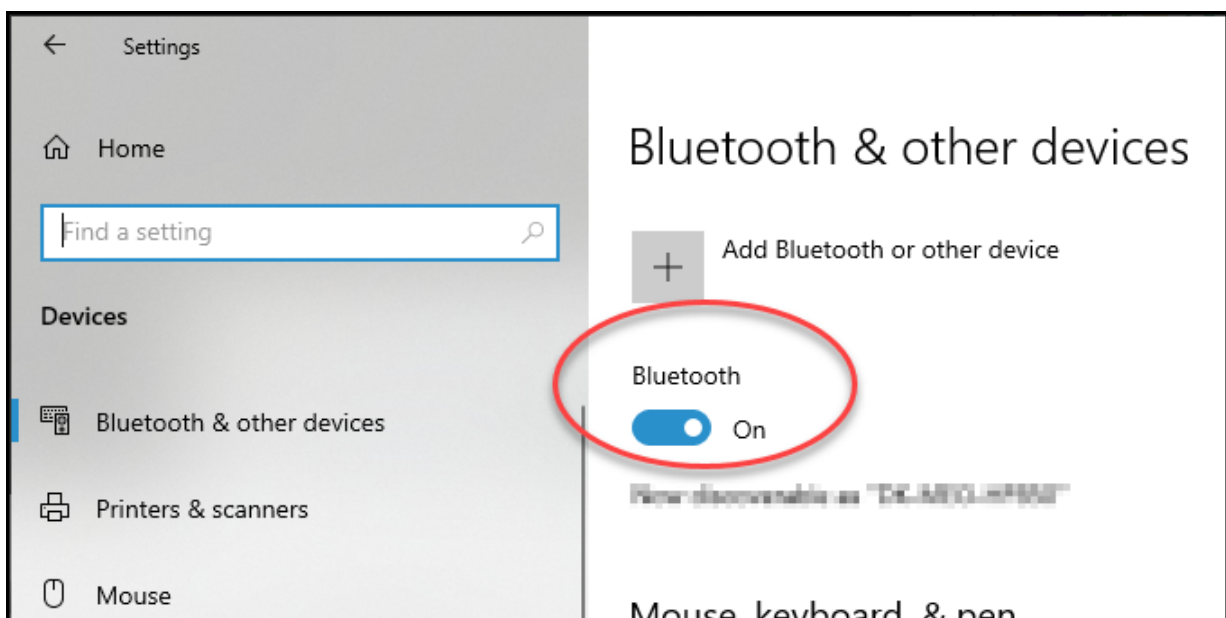 Settings
Home
Find a setting
Devices
Bluetooth & other devices
Printers & scanners
Mouse
Bluetooth & other devices
Add Bluetooth or other device
Bluetooth
On
Mouse, keyboard, & pen